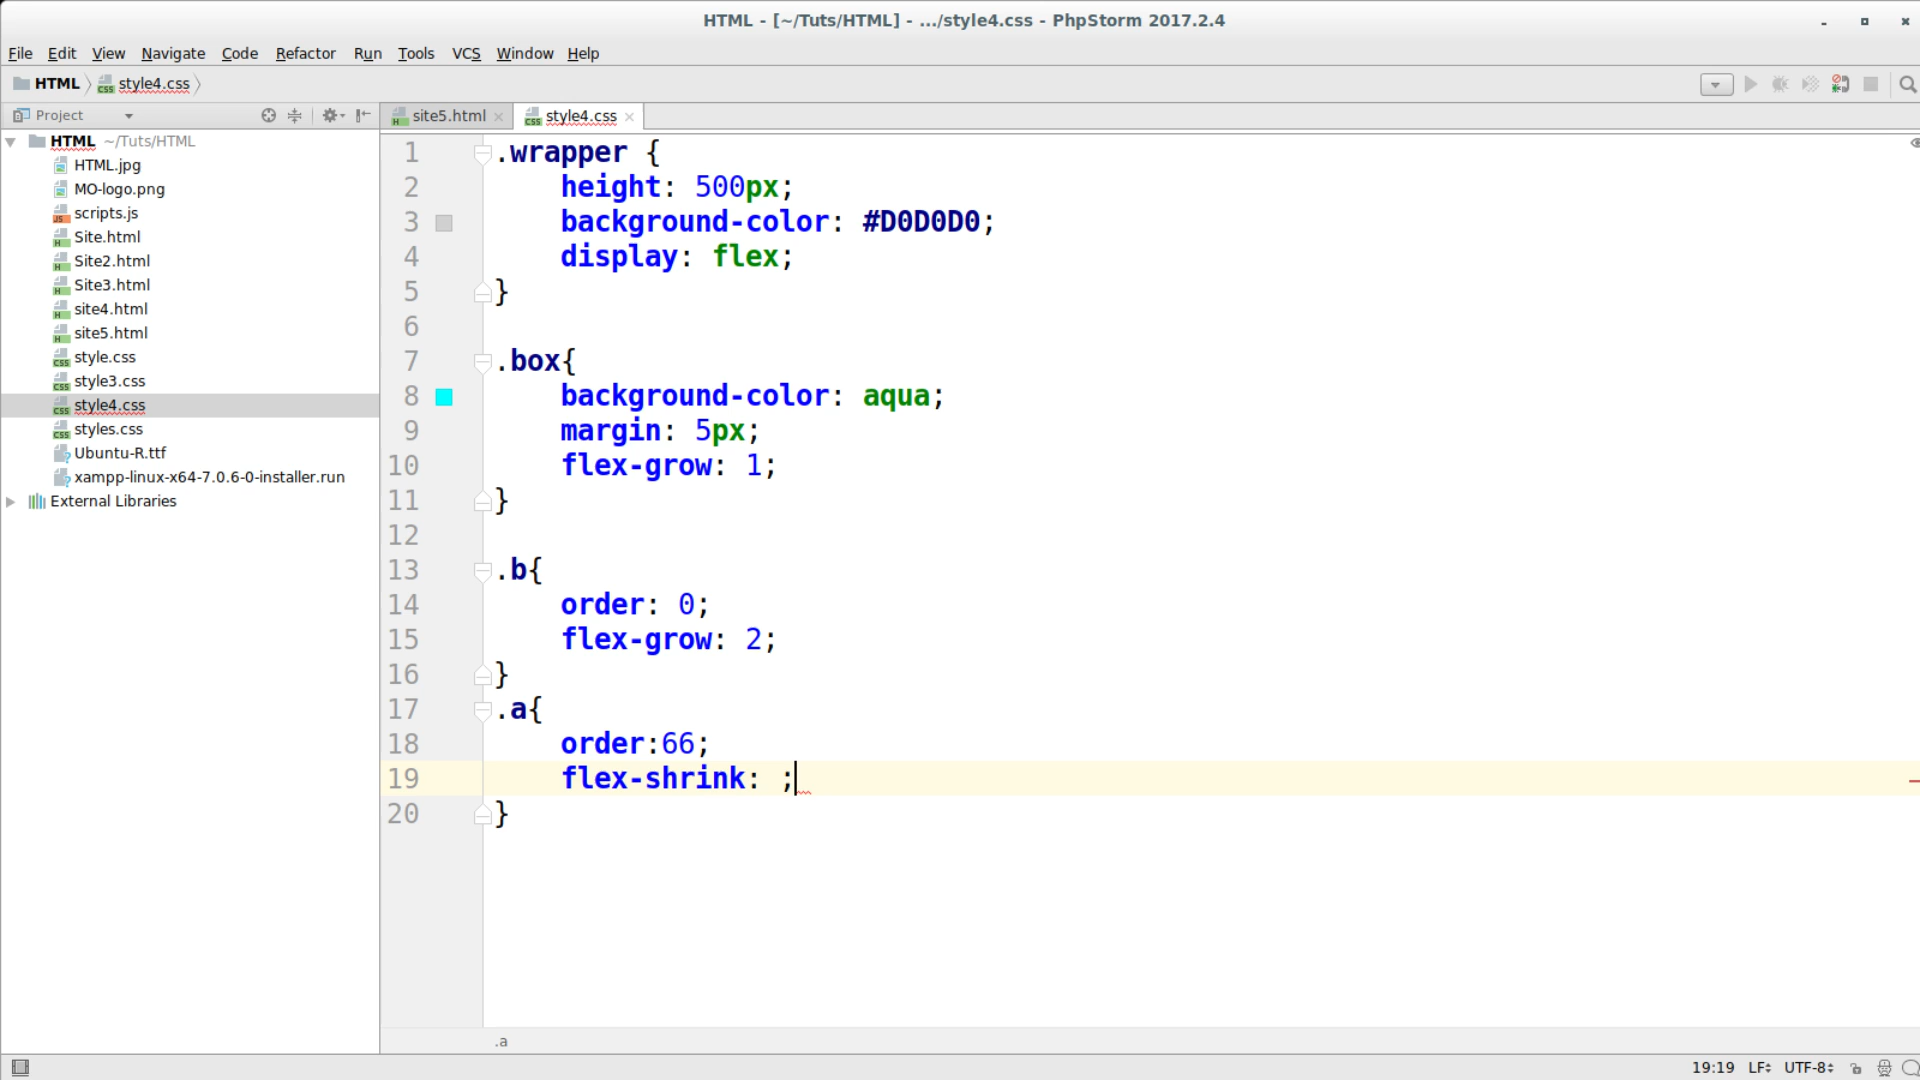 HTML - [~/Tuts/HTML] - .../style4.css - PhpStorm 2017.2.4
File Edit View Navigate Code Refactor Run Tools VCS Window Help
HTML style4.css
Project
site5.html style4.css
HTML ~/Tuts/HTML
HTML.jpg
MO-logo.png
scripts.js
Site.html
Site2.html
Site3.html
site4.html
site5.html
style.css
style3.css
style4.css
styles.css
Ubuntu-R.ttf
xampp-linux-x64-7.0.6-0-installer.run
External Libraries
1 .wrapper {
2 height: 500px;
3 background-color: #D0D0D0;
4 display: flex;
5 }
6
7 .box{
8 background-color: aqua;
9 margin: 5px;
10 flex-grow: 1;
11 }
12
13 .b{
14 order: 0;
15 flex-grow: 2;
16 }
17 .a{
18 order:66;
19 flex-shrink: ;
20 }
.a
19:19 LF UTF-8